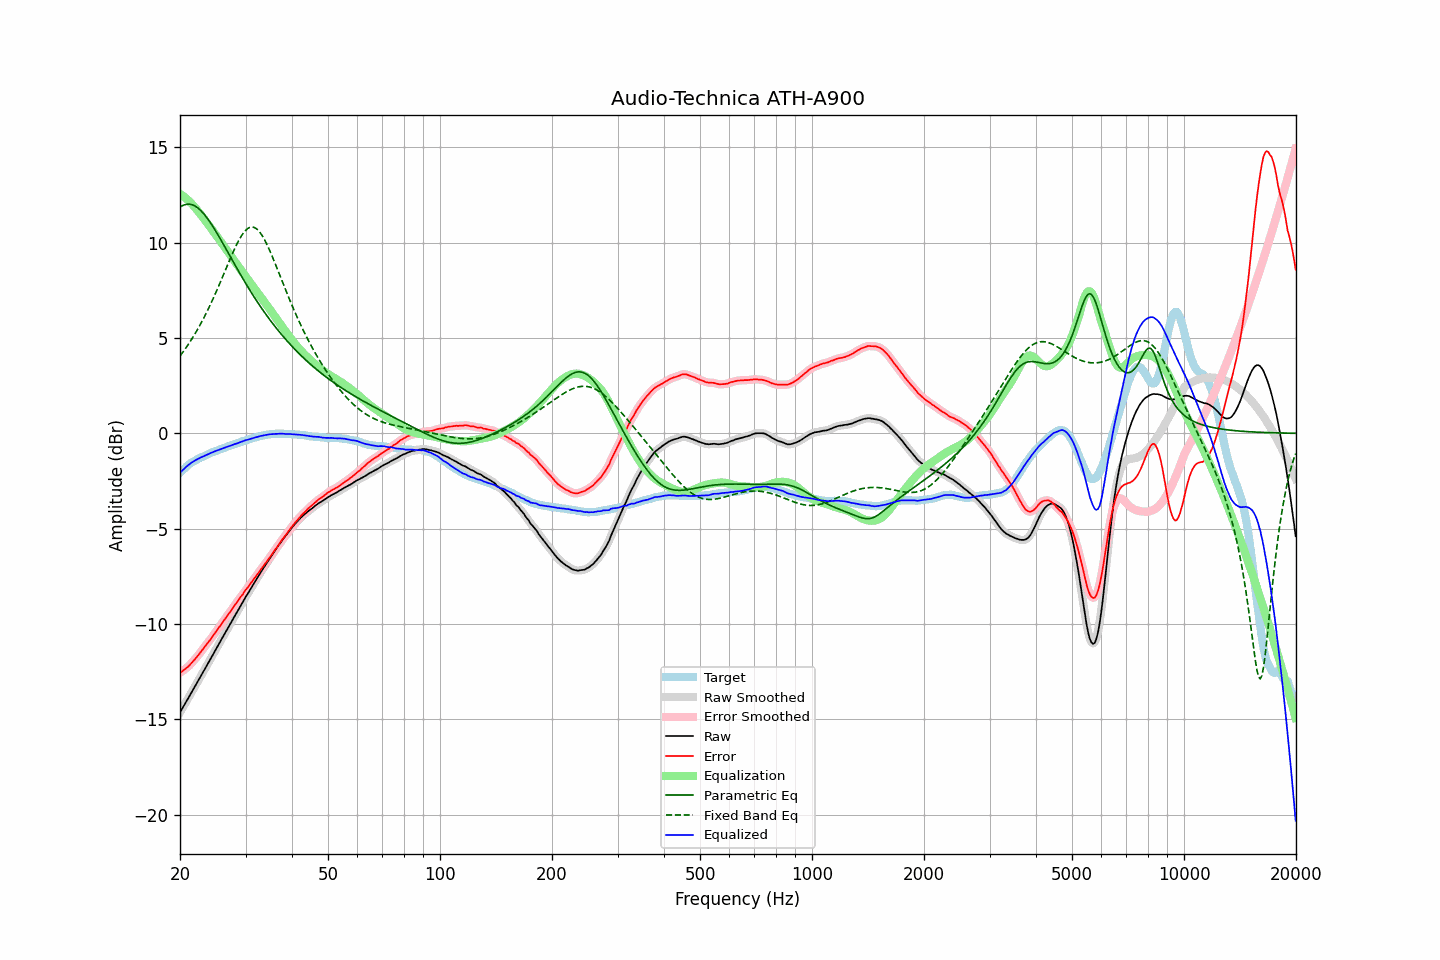 Audio-Technica ATH-A900
Amplitude (dBr)
15
10
5
0
−5
−10
−15
−20
20 50 100 200 500 1000 2000 5000 10000 20000
Frequency (Hz)
Target
Raw Smoothed
Error Smoothed
Raw
Error
Equalization
Parametric Eq
Fixed Band Eq
Equalized